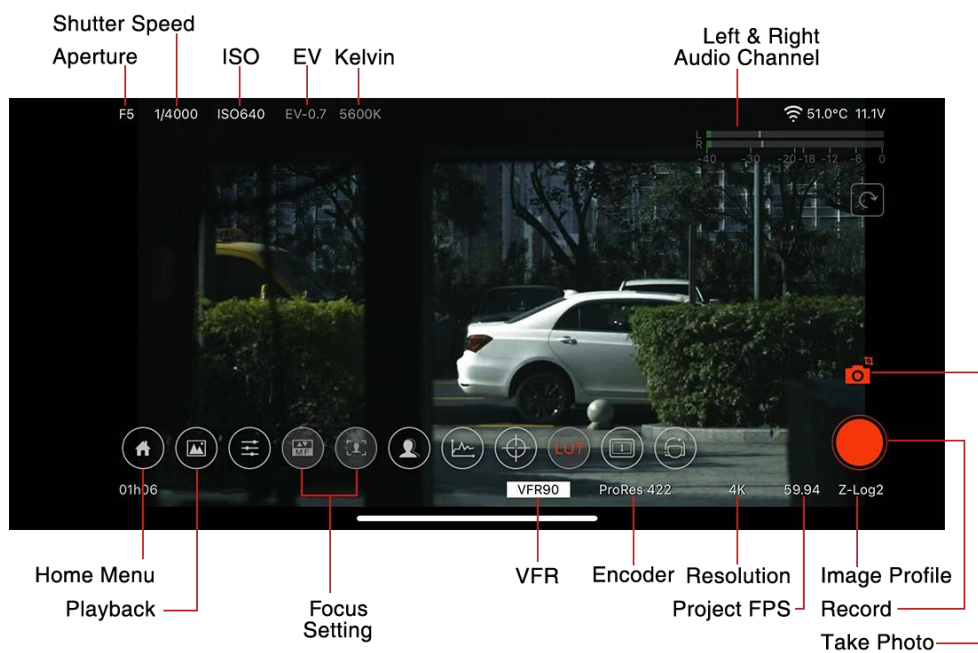 Shutter Speed
Aperture
ISO
EV
Kelvin
Left & Right
Audio Channel
F5
1/4000
ISO640
EV-0.7
5600K
51.0°C
11.1V
L
R
-40 -30 -20 -18 -12 -6 0
MF
LUT
01h06
VFR90
ProRes 422
4K
59.94
Z-Log2
Home Menu
Playback
Focus
Setting
VFR
Encoder
Resolution
Project FPS
Image Profile
Record
Take Photo